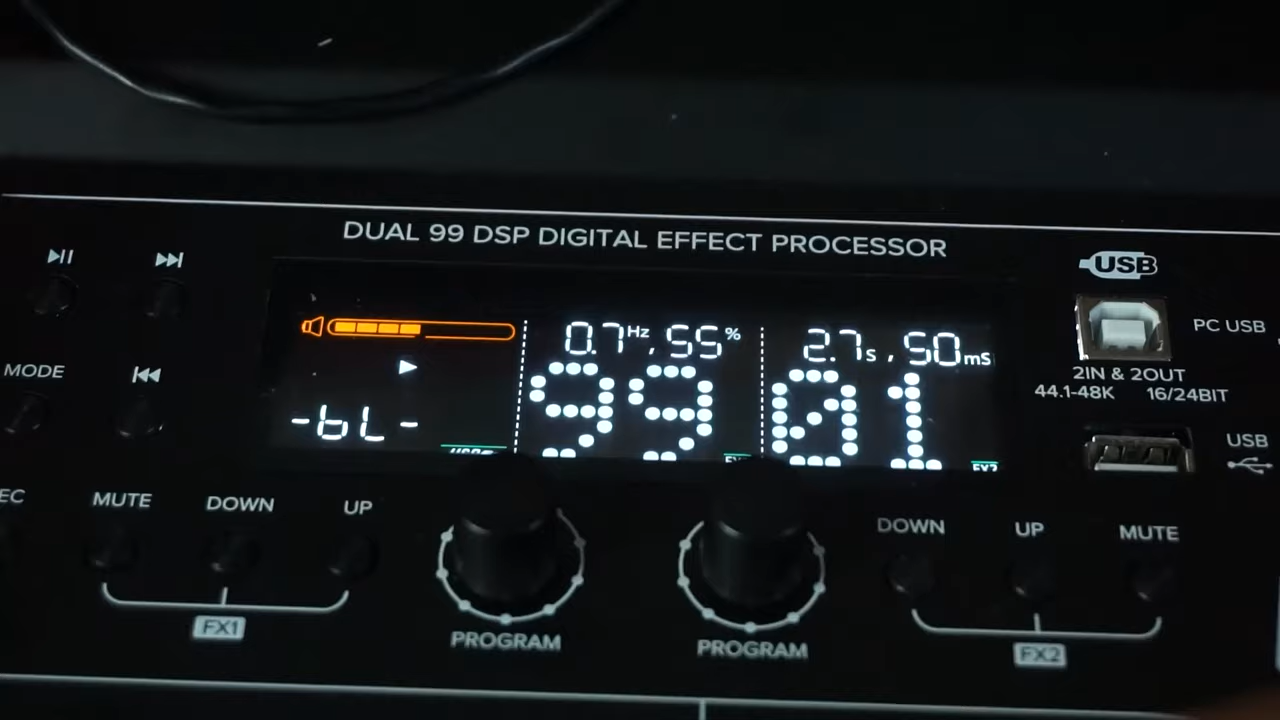 DUAL 99 DSP DIGITAL EFFECT PROCESSOR
USB
PC USB
2IN & 2OUT
44.1-48K 16/24BIT
USB
MODE
0.7Hz, 55%
2.7s, 50mS
-bL-
99
01
FX2
MUTE DOWN UP
FX1
PROGRAM
PROGRAM
DOWN UP MUTE
FX2